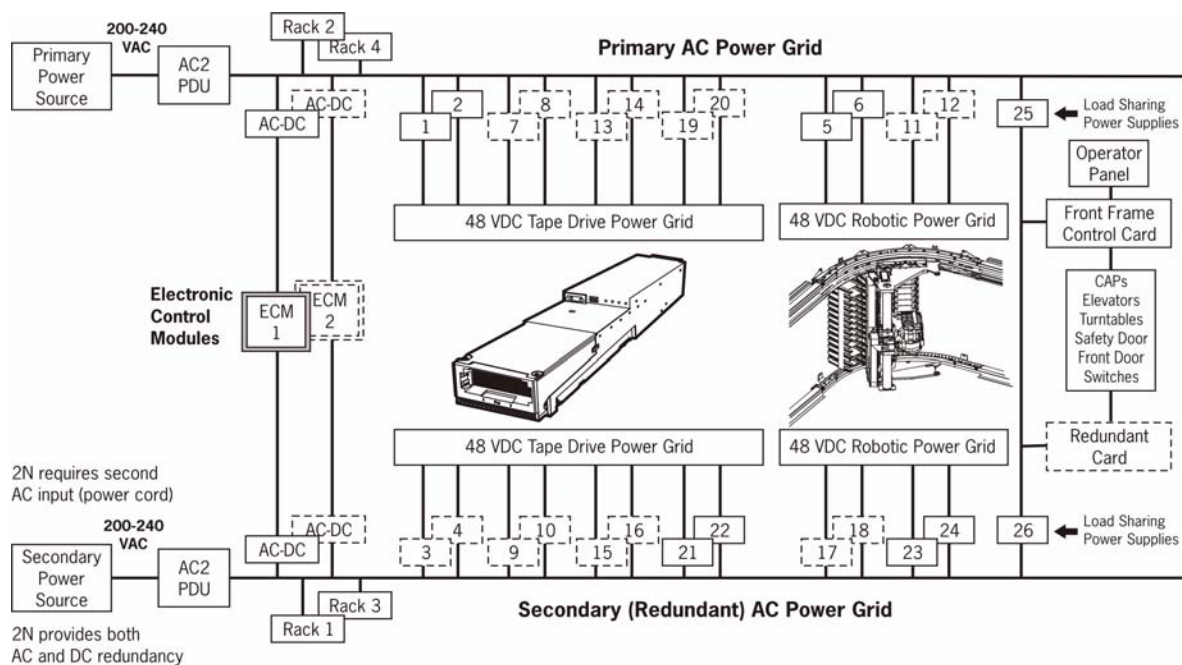 200-240
VAC
Primary
Power
Source
AC2
PDU
Rack 2
Rack 4
Primary AC Power Grid
AC-DC
AC-DC
1
2
7
8
13
14
19
20
5
6
11
12
25
Load Sharing
Power Supplies
Operator
Panel
48 VDC Tape Drive Power Grid
48 VDC Robotic Power Grid
Front Frame
Control Card
Electronic
Control
Modules
ECM
1
ECM
2
CAPs
Elevators
Turntables
Safety Door
Front Door
Switches
48 VDC Tape Drive Power Grid
48 VDC Robotic Power Grid
Redundant
Card
2N requires second
AC input (power cord)
200-240
VAC
Secondary
Power
Source
AC2
PDU
AC-DC
AC-DC
3
4
9
10
15
16
21
22
17
18
23
24
26
Load Sharing
Power Supplies
Rack 3
Rack 1
Secondary (Redundant) AC Power Grid
2N provides both
AC and DC redundancy